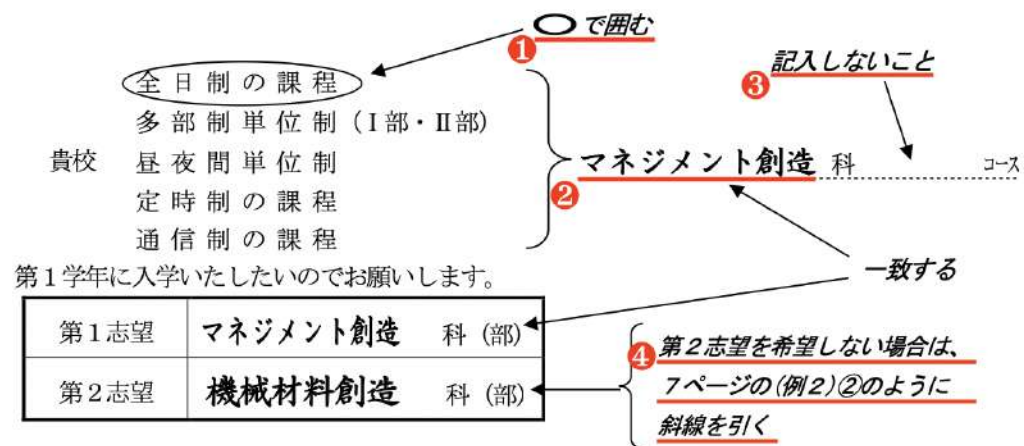 ❶ 〇で囲む
❸ 記入しないこと
全日制の課程
多部制単位制(Ⅰ部・Ⅱ部)
貴校 昼夜間単位制
❷ マネジメント創造 科 コース
定時制の課程
通信制の課程
一致する
第1学年に入学いたしたいのでお願いします。
第1志望 マネジメント創造 科(部)
第2志望 機械材料創造 科(部)
❹ 第2志望を希望しない場合は、
7ページの(例2)②のように
斜線を引く